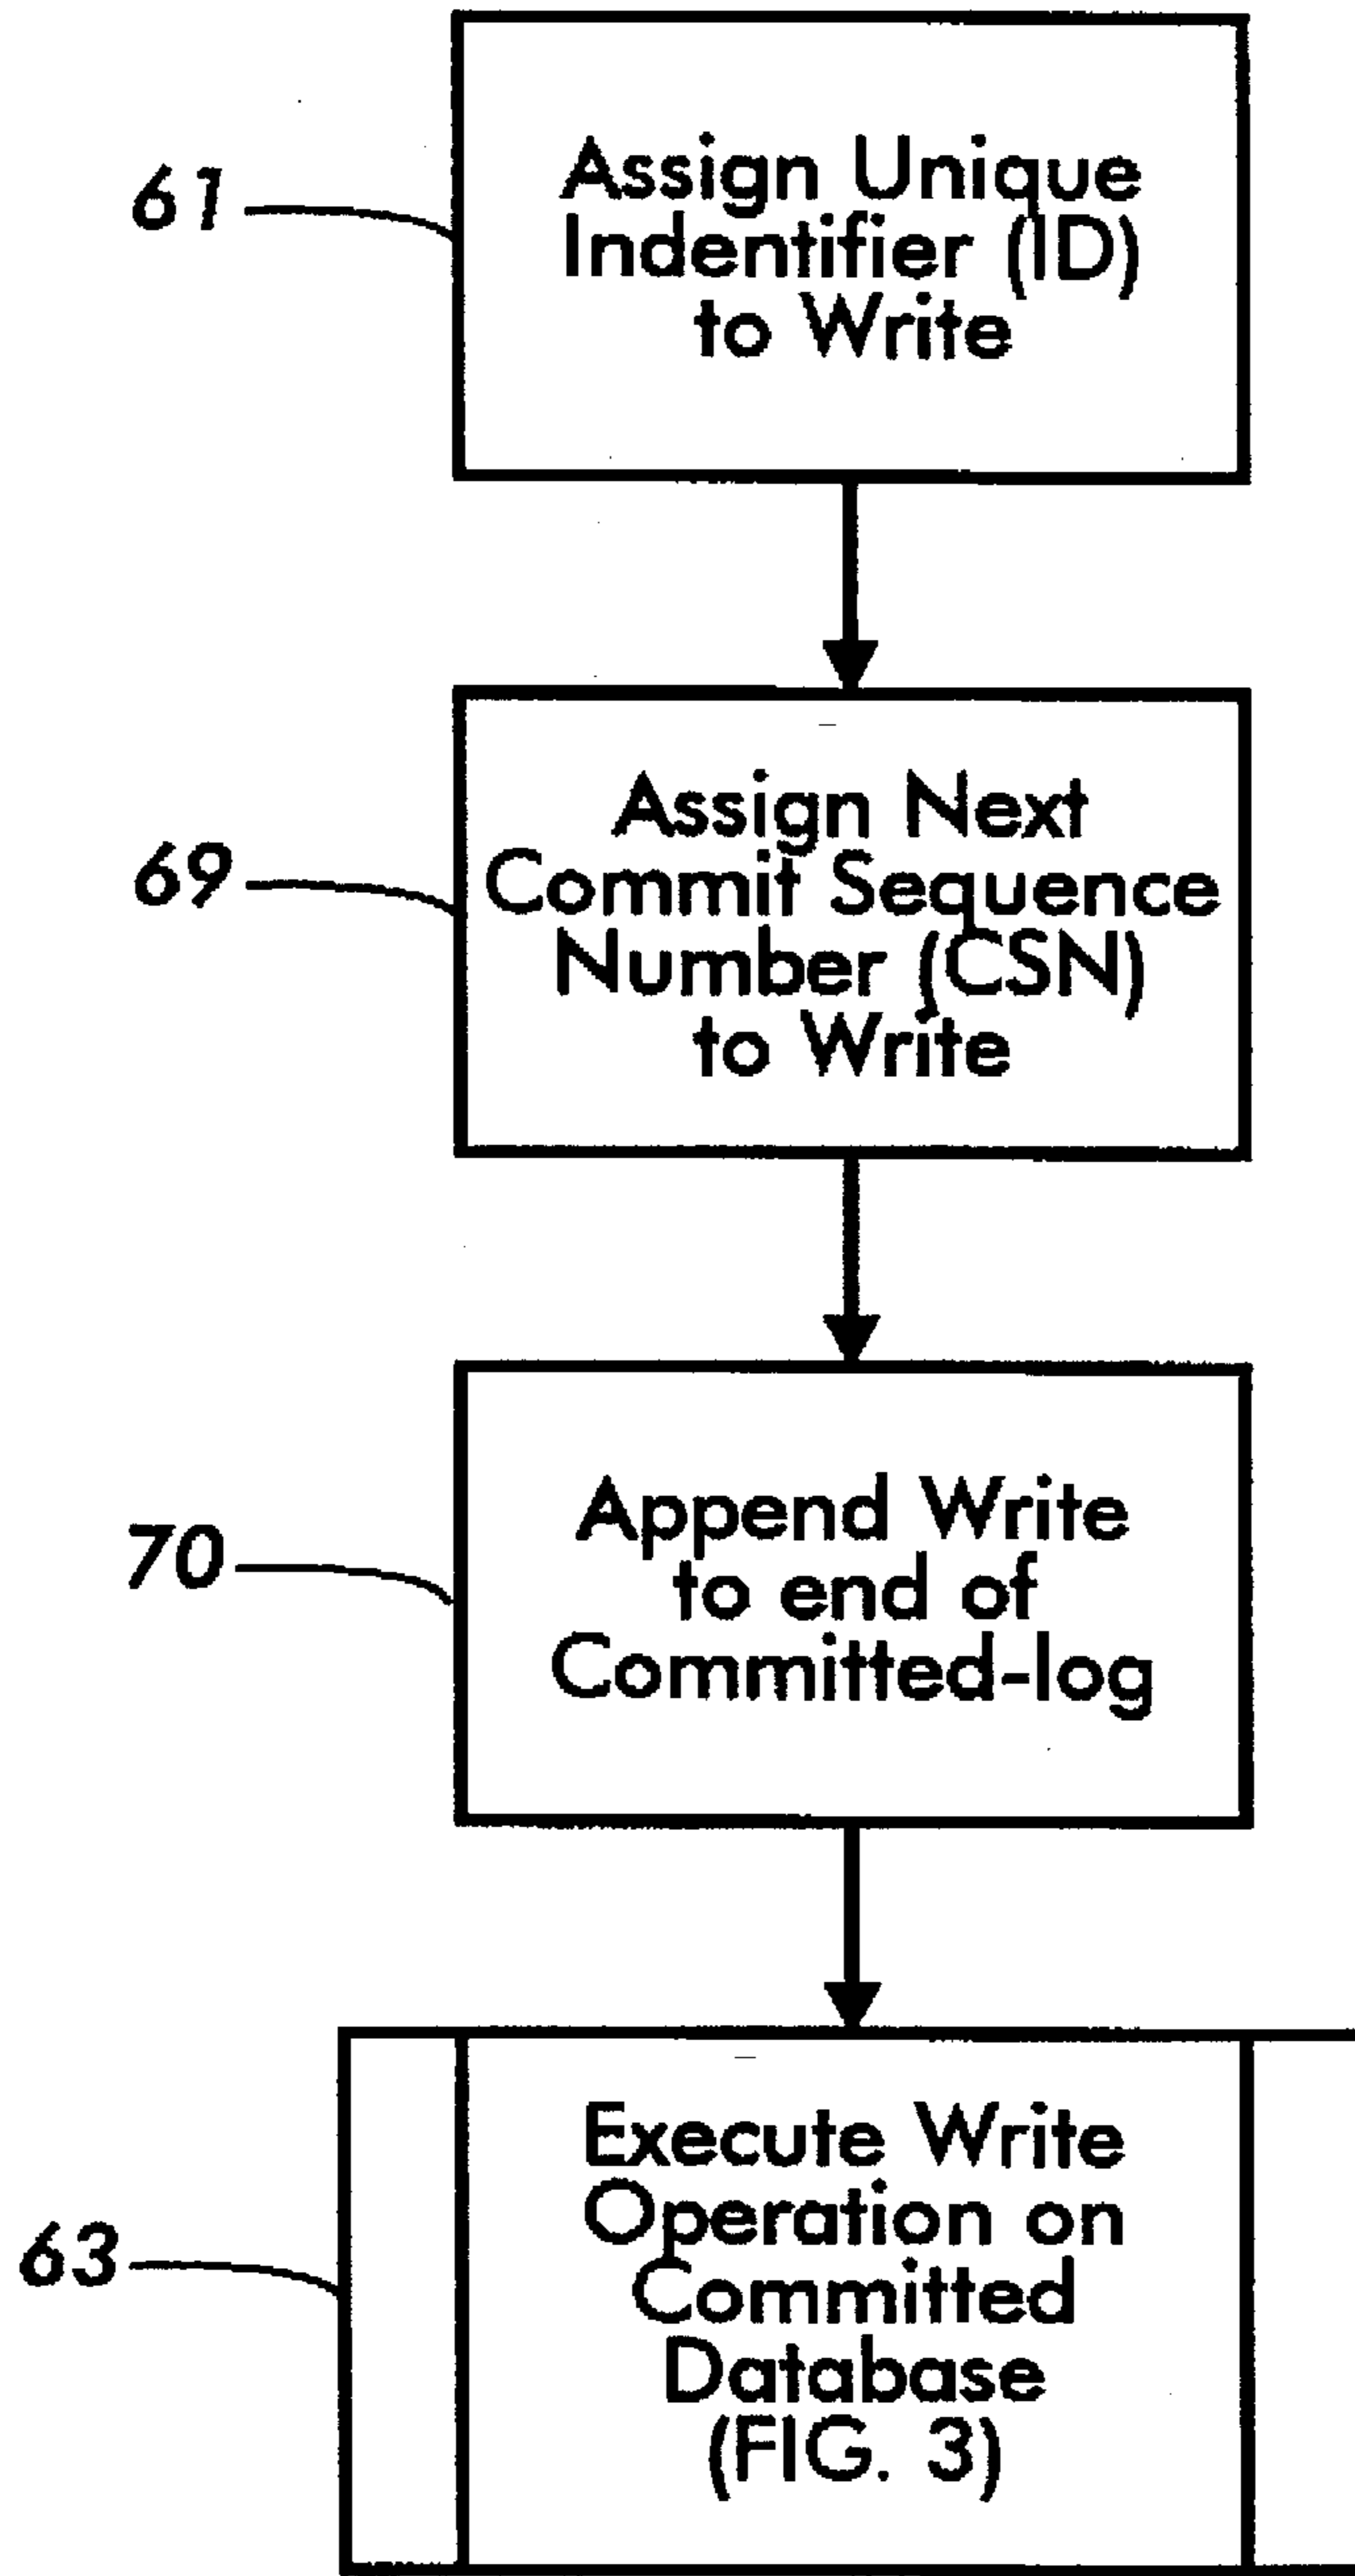 61
Assign Unique
Indentifier (ID)
to Write
69
Assign Next
Commit Sequence
Number (CSN)
to Write
70
Append Write
to end of
Committed-log
63
Execute Write
Operation on
Committed
Database
(FIG. 3)